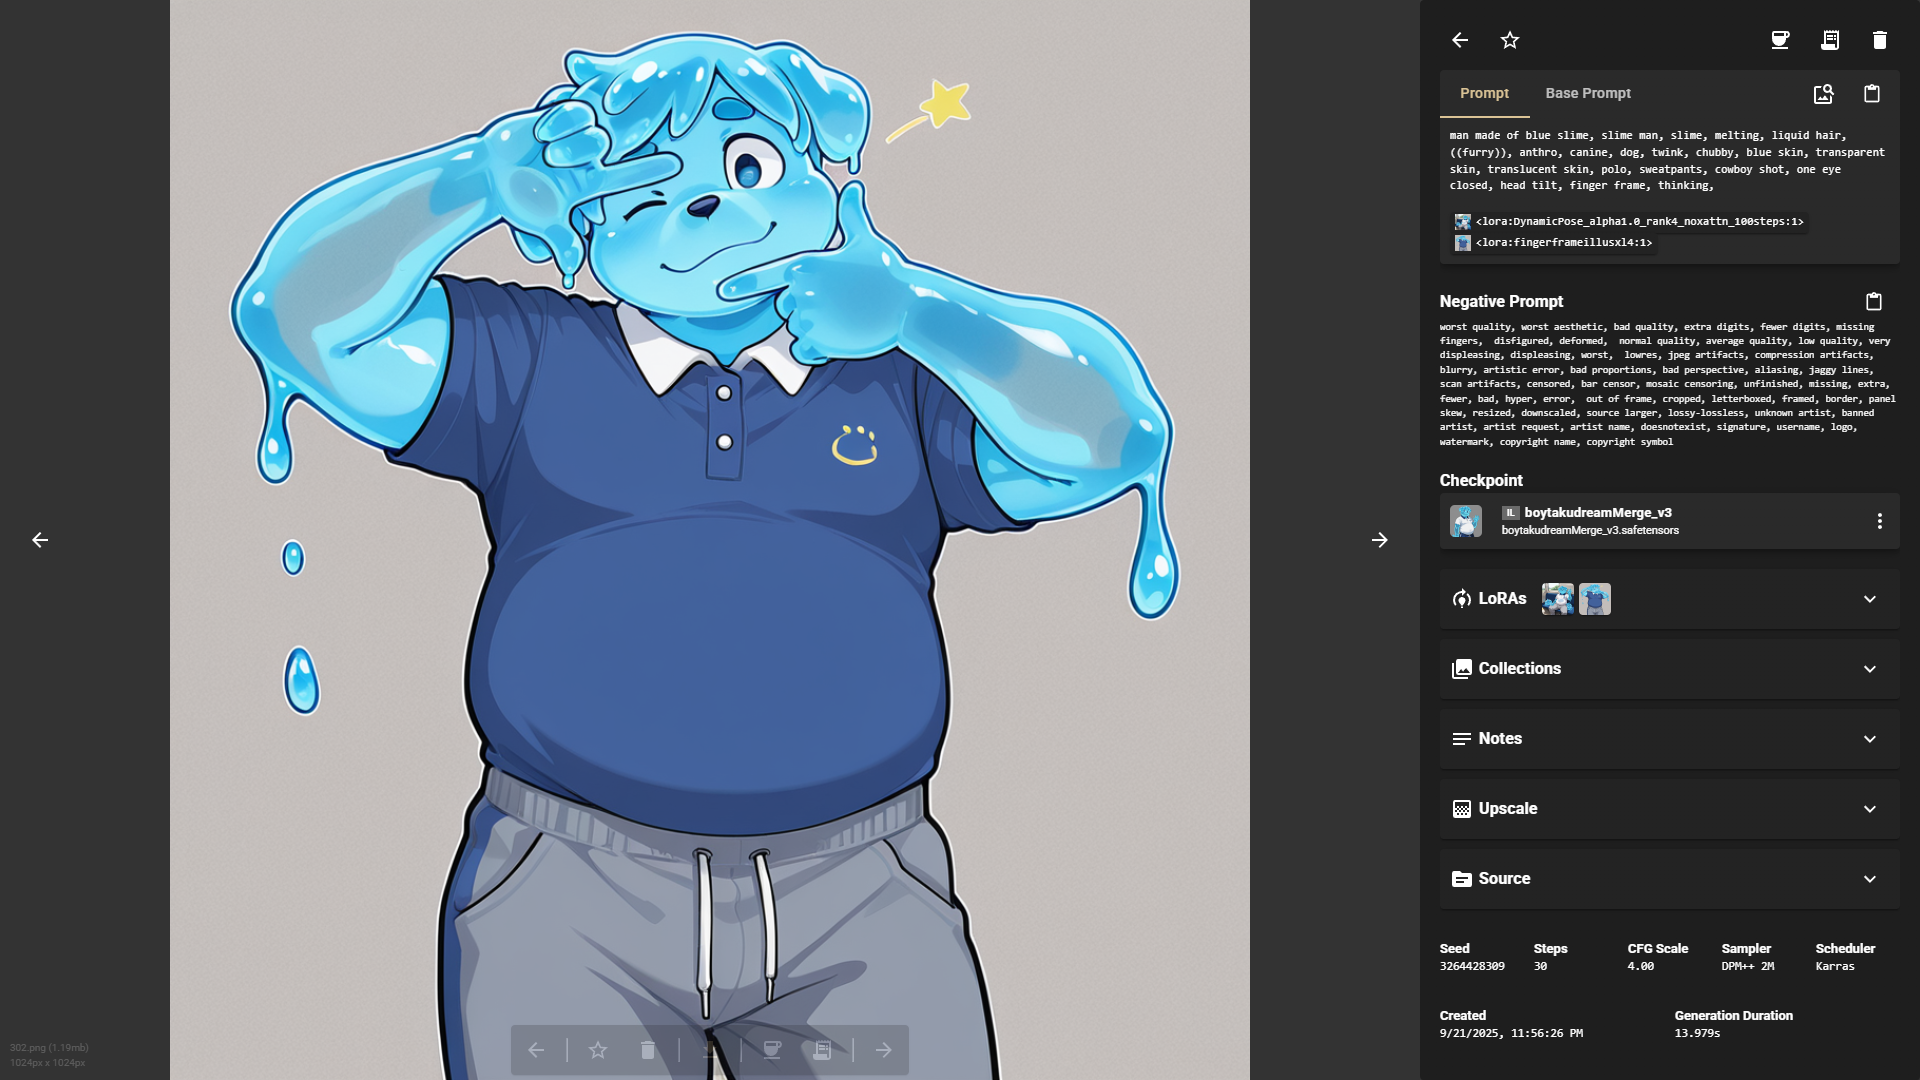 Prompt
Base Prompt
man made of blue slime, slime man, slime, melting, liquid hair,
((furry)), anthro, canine, dog, twink, chubby, blue skin, transparent
skin, translucent skin, polo, sweatpants, cowboy shot, one eye
closed, head tilt, finger frame, thinking,
<lora:DynamicPose_alpha1.0_rank4_noxattn_100steps:1>
<lora:fingerframeillusxl4:1>
Negative Prompt
worst quality, worst aesthetic, bad quality, extra digits, fewer digits, missing
fingers,  disfigured, deformed,  normal quality, average quality, low quality, very
displeasing, displeasing, worst,  lowres, jpeg artifacts, compression artifacts,
blurry, artistic error, bad proportions, bad perspective, aliasing, jaggy lines,
scan artifacts, censored, bar censor, mosaic censoring, unfinished, missing, extra,
fewer, bad, hyper, error,  out of frame, cropped, letterboxed, framed, border, panel
skew, resized, downscaled, source larger, lossy-lossless, unknown artist, banned
artist, artist request, artist name, doesnotexist, signature, username, logo,
watermark, copyright name, copyright symbol
Checkpoint
IL boytakudreamMerge_v3
boytakudreamMerge_v3.safetensors
LoRAs
Collections
Notes
Upscale
Source
Seed Steps CFG Scale Sampler Scheduler
3264428309 30 4.00 DPM++ 2M Karras
Created Generation Duration
9/21/2025, 11:56:26 PM 13.979s
302.png (1.19mb)
1024px x 1024px